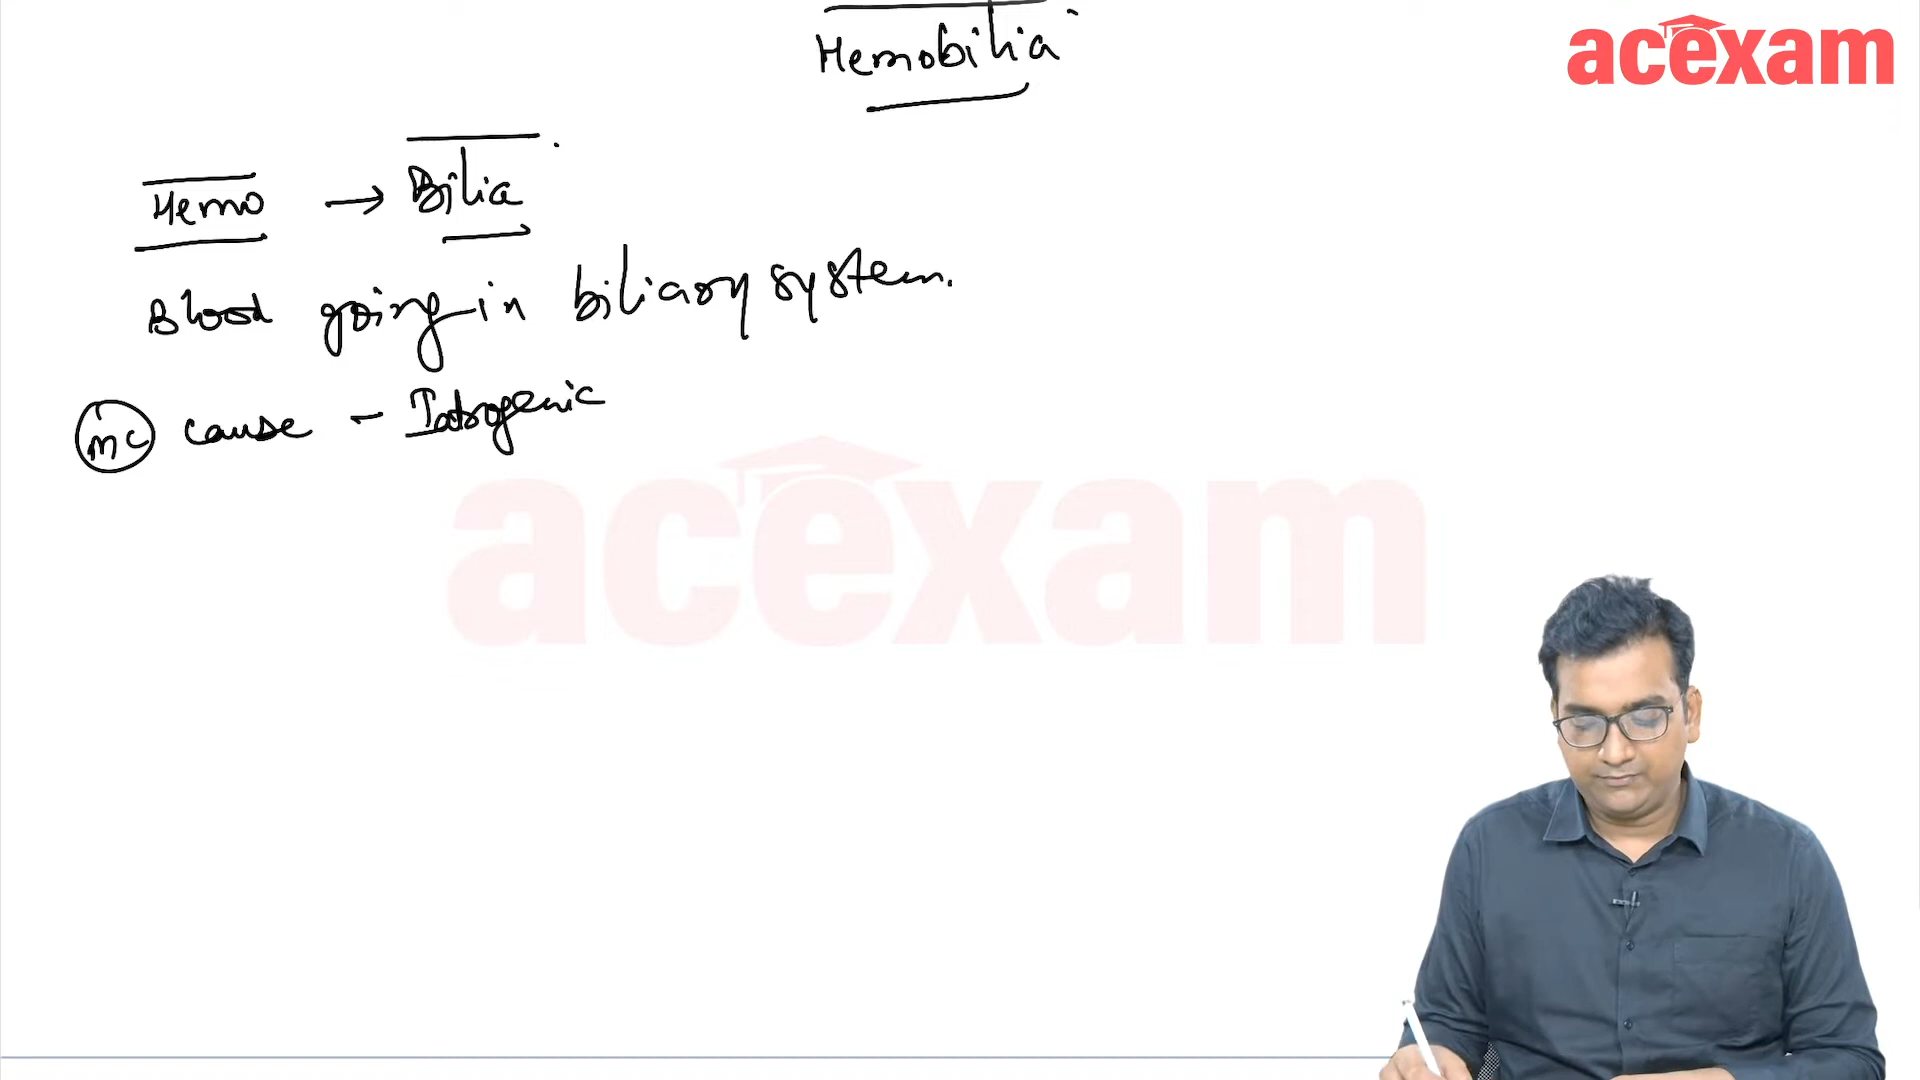 Hemobilia
acexam
Hemo → Bilia
Blood going in biliary system.
mc cause - Iatrogenic
acexam